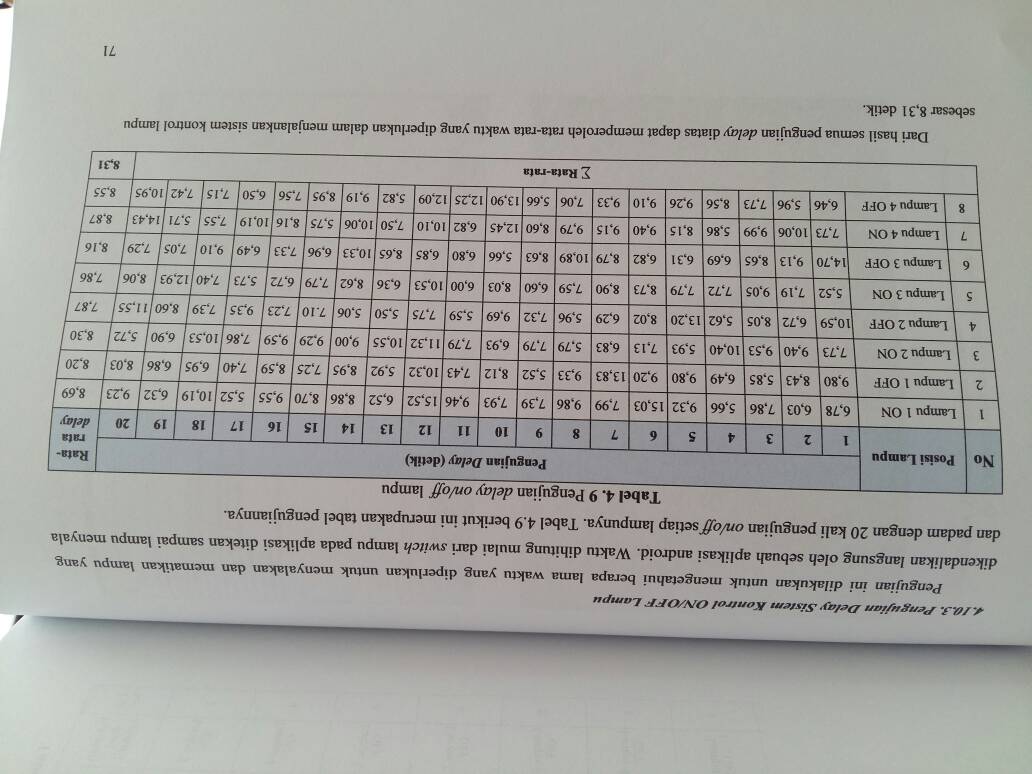 4.10.3. Pengujian Delay Sistem Kontrol ON/OFF Lampu
Pengujian ini dilakukan untuk mengetahui berapa lama waktu yang diperlukan untuk menyalakan dan mematikan lampu yang
dikendalikan langsung oleh sebuah aplikasi android. Waktu dihitung mulai dari switch lampu pada aplikasi ditekan sampai lampu menyala
dan padam dengan 20 kali pengujian on/off setiap lampunya. Tabel 4.9 berikut ini merupakan tabel pengujiannya.
Tabel 4. 9 Pengujian delay on/off lampu
No Posisi Lampu Pengujian Delay (detik) Rata-rata delay
1 2 3 4 5 6 7 8 9 10 11 12 13 14 15 16 17 18 19 20
1 Lampu 1 ON 6,78 6,03 7,86 5,66 9,32 15,03 7,99 9,86 7,39 7,93 9,46 15,52 6,52 8,86 8,70 9,55 5,52 10,19 6,32 9,23 8,69
2 Lampu 1 OFF 9,80 8,43 5,85 6,49 9,80 9,20 13,83 9,33 5,52 8,12 7,43 10,32 5,92 8,95 7,25 8,59 7,40 6,95 6,86 8,03 8,20
3 Lampu 2 ON 7,73 9,40 9,53 10,40 5,93 7,13 6,83 5,79 7,79 6,93 7,79 11,32 10,55 9,00 9,29 9,59 7,86 10,53 6,90 5,72 8,30
4 Lampu 2 OFF 10,59 6,72 8,05 5,62 13,20 8,02 6,29 5,96 7,32 9,69 5,59 7,75 5,50 5,06 7.10 7,23 9,35 7,39 8,60 11,55 7,87
5 Lampu 3 ON 5,52 7,19 9,05 7,72 7,79 8,73 8,90 7,59 6,60 8,03 6,00 10,53 6,36 8,62 7,79 6,72 5,73 7,40 12,93 8,06 7,86
6 Lampu 3 OFF 14,70 9,13 8,65 6,69 6,31 6,82 8,79 10,89 8,63 5,66 6,80 6,85 8,65 10,33 6,96 7,33 6,49 9,10 7,05 7,29 8,16
7 Lampu 4 ON 7,73 10,06 9,99 5,86 8,15 9,40 9,15 9,79 8,60 12,45 6,82 10,10 7,50 10,06 5,75 8,16 10,19 7,55 5,71 14,43 8,87
8 Lampu 4 OFF 6,46 5,96 7,73 8,56 9,26 9,10 9,33 7,06 5,66 13,90 12,25 12,09 5,82 9,19 8,95 7,56 6,50 7,15 7,42 10,95 8,55
∑ Rata-rata 8,31
Dari hasil semua pengujian delay diatas dapat memperoleh rata-rata waktu yang diperlukan dalam menjalankan sistem kontrol lampu
sebesar 8,31 detik.
71